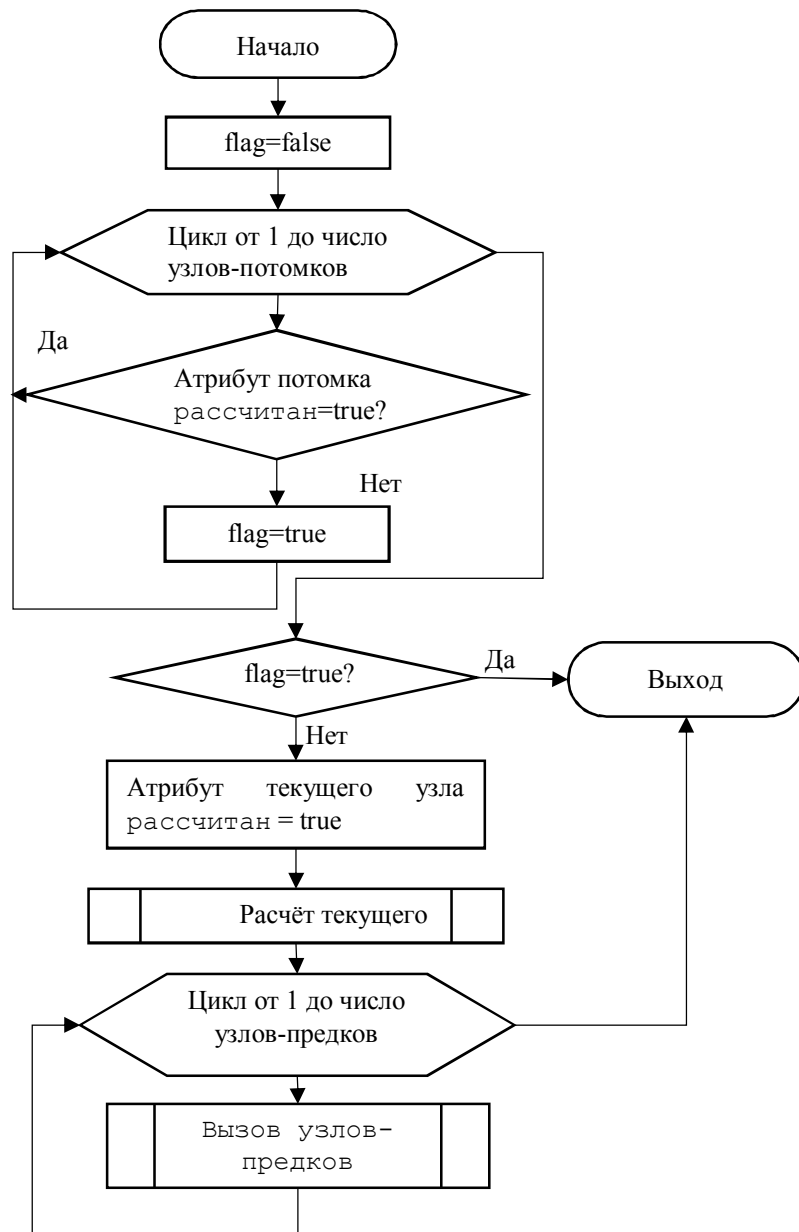 Начало
flag=false
Цикл от 1 до число
узлов-потомков
Да
Атрибут потомка
рассчитан=true?
Нет
flag=true
flag=true?
Да
Выход
Нет
Атрибут текущего узла
рассчитан = true
Расчёт текущего
Цикл от 1 до число
узлов-предков
Вызов узлов-
предков